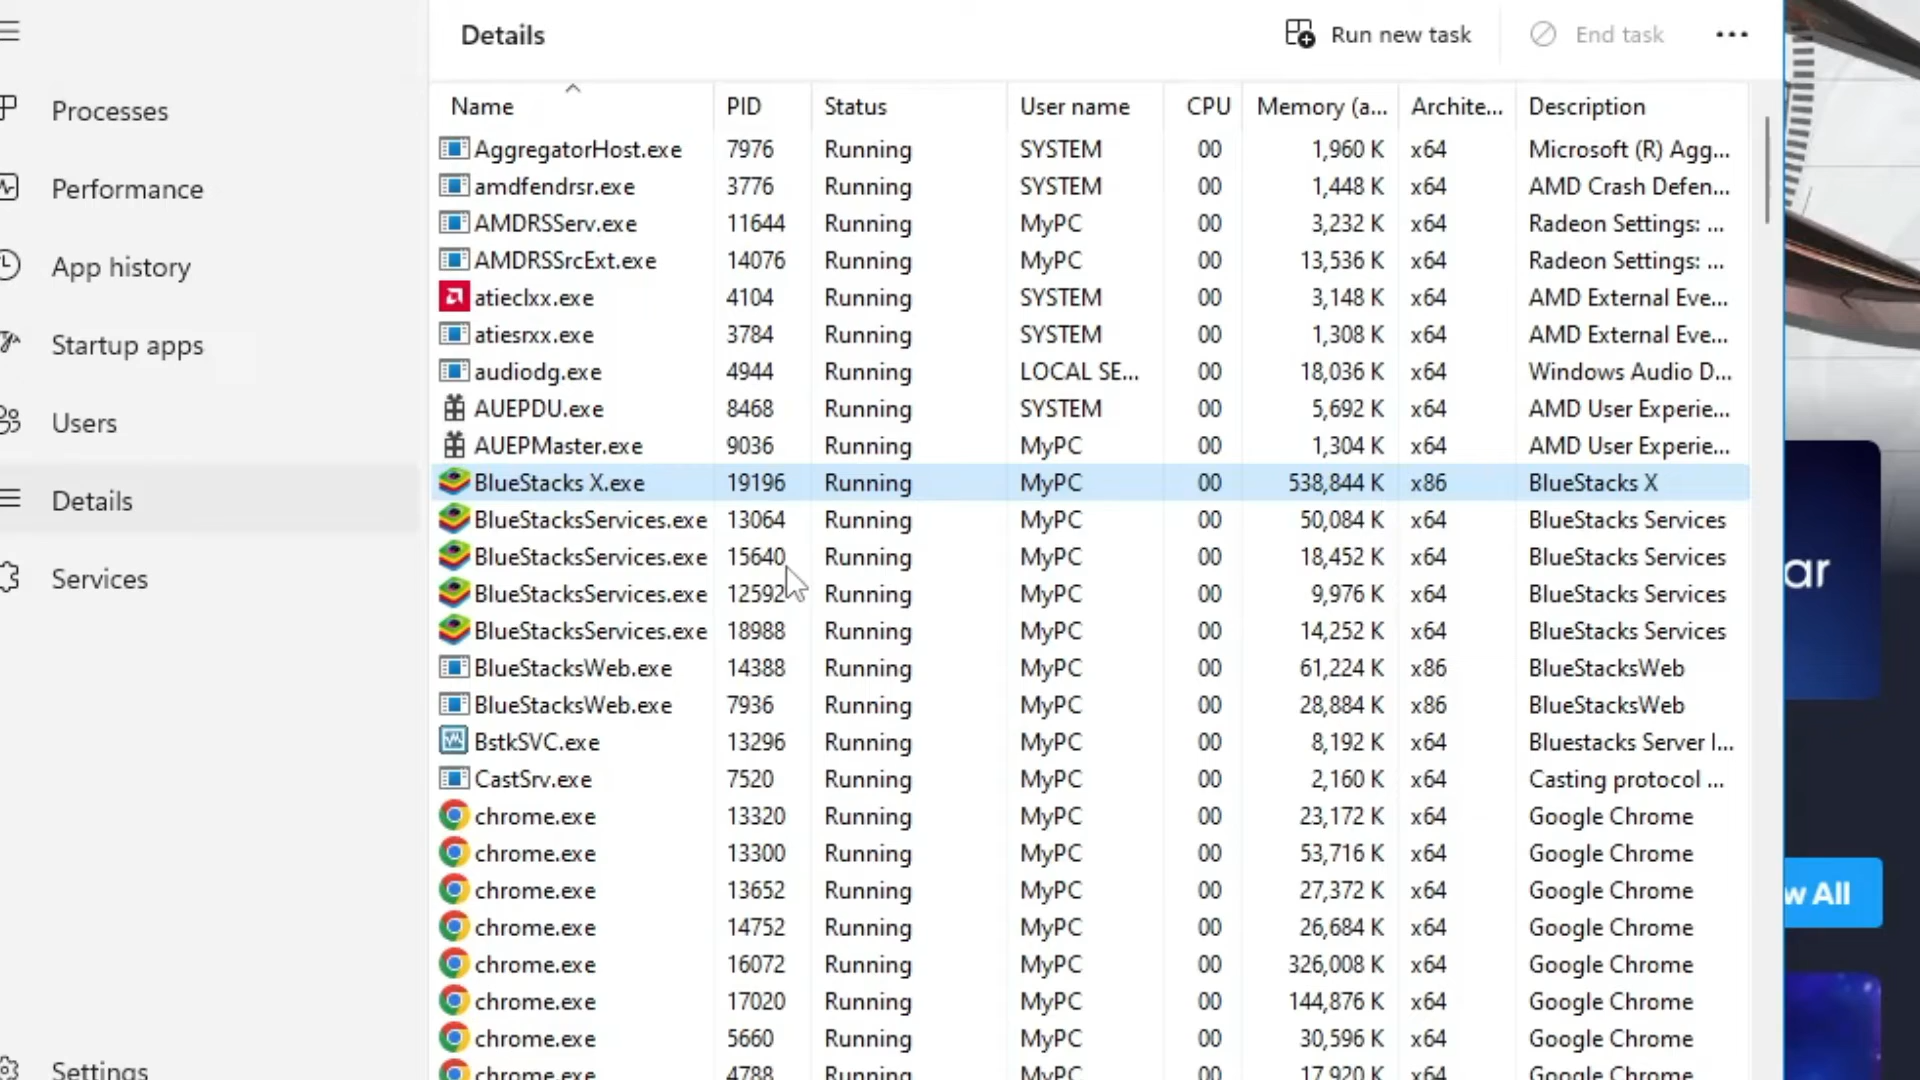 Details
Run new task
End task
Processes
Performance
App history
Startup apps
Users
Details
Services
Settings
Name PID Status User name CPU Memory (a... Archite... Description
AggregatorHost.exe 7976 Running SYSTEM 00 1,960 K x64 Microsoft (R) Agg...
amdfendrsr.exe 3776 Running SYSTEM 00 1,448 K x64 AMD Crash Defen...
AMDRSServ.exe 11644 Running MyPC 00 3,232 K x64 Radeon Settings: ...
AMDRSSrcExt.exe 14076 Running MyPC 00 13,536 K x64 Radeon Settings: ...
atieclxx.exe 4104 Running SYSTEM 00 3,148 K x64 AMD External Eve...
atiesrxx.exe 3784 Running SYSTEM 00 1,308 K x64 AMD External Eve...
audiodg.exe 4944 Running LOCAL SE... 00 18,036 K x64 Windows Audio D...
AUEPDU.exe 8468 Running SYSTEM 00 5,692 K x64 AMD User Experie...
AUEPMaster.exe 9036 Running MyPC 00 1,304 K x64 AMD User Experie...
BlueStacks X.exe 19196 Running MyPC 00 538,844 K x86 BlueStacks X
BlueStacksServices.exe 13064 Running MyPC 00 50,084 K x64 BlueStacks Services
BlueStacksServices.exe 15640 Running MyPC 00 18,452 K x64 BlueStacks Services
BlueStacksServices.exe 12592 Running MyPC 00 9,976 K x64 BlueStacks Services
BlueStacksServices.exe 18988 Running MyPC 00 14,252 K x64 BlueStacks Services
BlueStacksWeb.exe 14388 Running MyPC 00 61,224 K x86 BlueStacksWeb
BlueStacksWeb.exe 7936 Running MyPC 00 28,884 K x86 BlueStacksWeb
BstkSVC.exe 13296 Running MyPC 00 8,192 K x64 Bluestacks Server I...
CastSrv.exe 7520 Running MyPC 00 2,160 K x64 Casting protocol ...
chrome.exe 13320 Running MyPC 00 23,172 K x64 Google Chrome
chrome.exe 13300 Running MyPC 00 53,716 K x64 Google Chrome
chrome.exe 13652 Running MyPC 00 27,372 K x64 Google Chrome
chrome.exe 14752 Running MyPC 00 26,684 K x64 Google Chrome
chrome.exe 16072 Running MyPC 00 326,008 K x64 Google Chrome
chrome.exe 17020 Running MyPC 00 144,876 K x64 Google Chrome
chrome.exe 5660 Running MyPC 00 30,596 K x64 Google Chrome
chrome.exe 4788 Running MyPC 00 17,920 K x64 Google Chrome
ar
w All